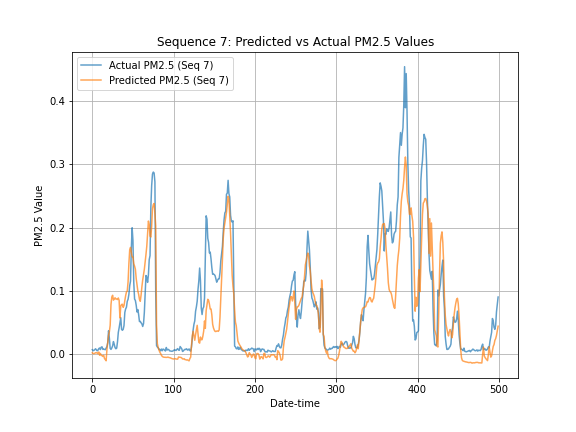 Sequence 7: Predicted vs Actual PM2.5 Values
Actual PM2.5 (Seq 7)
Predicted PM2.5 (Seq 7)
PM2.5 Value
0.4
0.3
0.2
0.1
0.0
0 100 200 300 400 500
Date-time